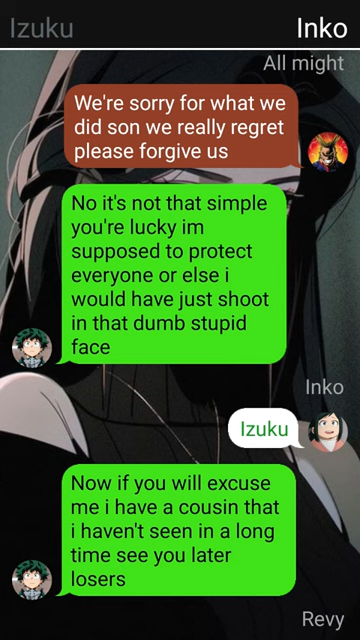 Izuku
Inko
All might
We're sorry for what we
did son we really regret
please forgive us
No it's not that simple
you're lucky im
supposed to protect
everyone or else i
would have just shoot
in that dumb stupid
face
Inko
Izuku
Now if you will excuse
me i have a cousin that
i haven't seen in a long
time see you later
losers
Revy